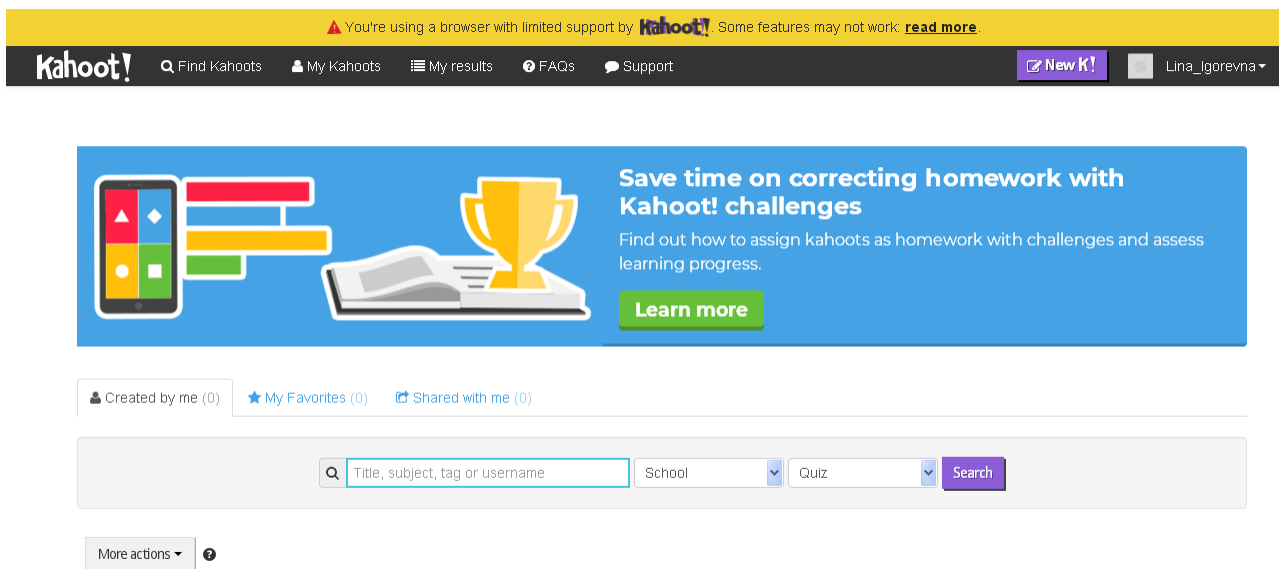 You're using a browser with limited support by Kahoot!. Some features may not work: read more.
Kahoot! Find Kahoots My Kahoots My results FAQs Support New K! Lina_Igorevna
Save time on correcting homework with
Kahoot! challenges
Find out how to assign kahoots as homework with challenges and assess
learning progress.
Learn more
Created by me (0) My Favorites (0) Shared with me (0)
Title, subject, tag or username School Quiz Search
More actions